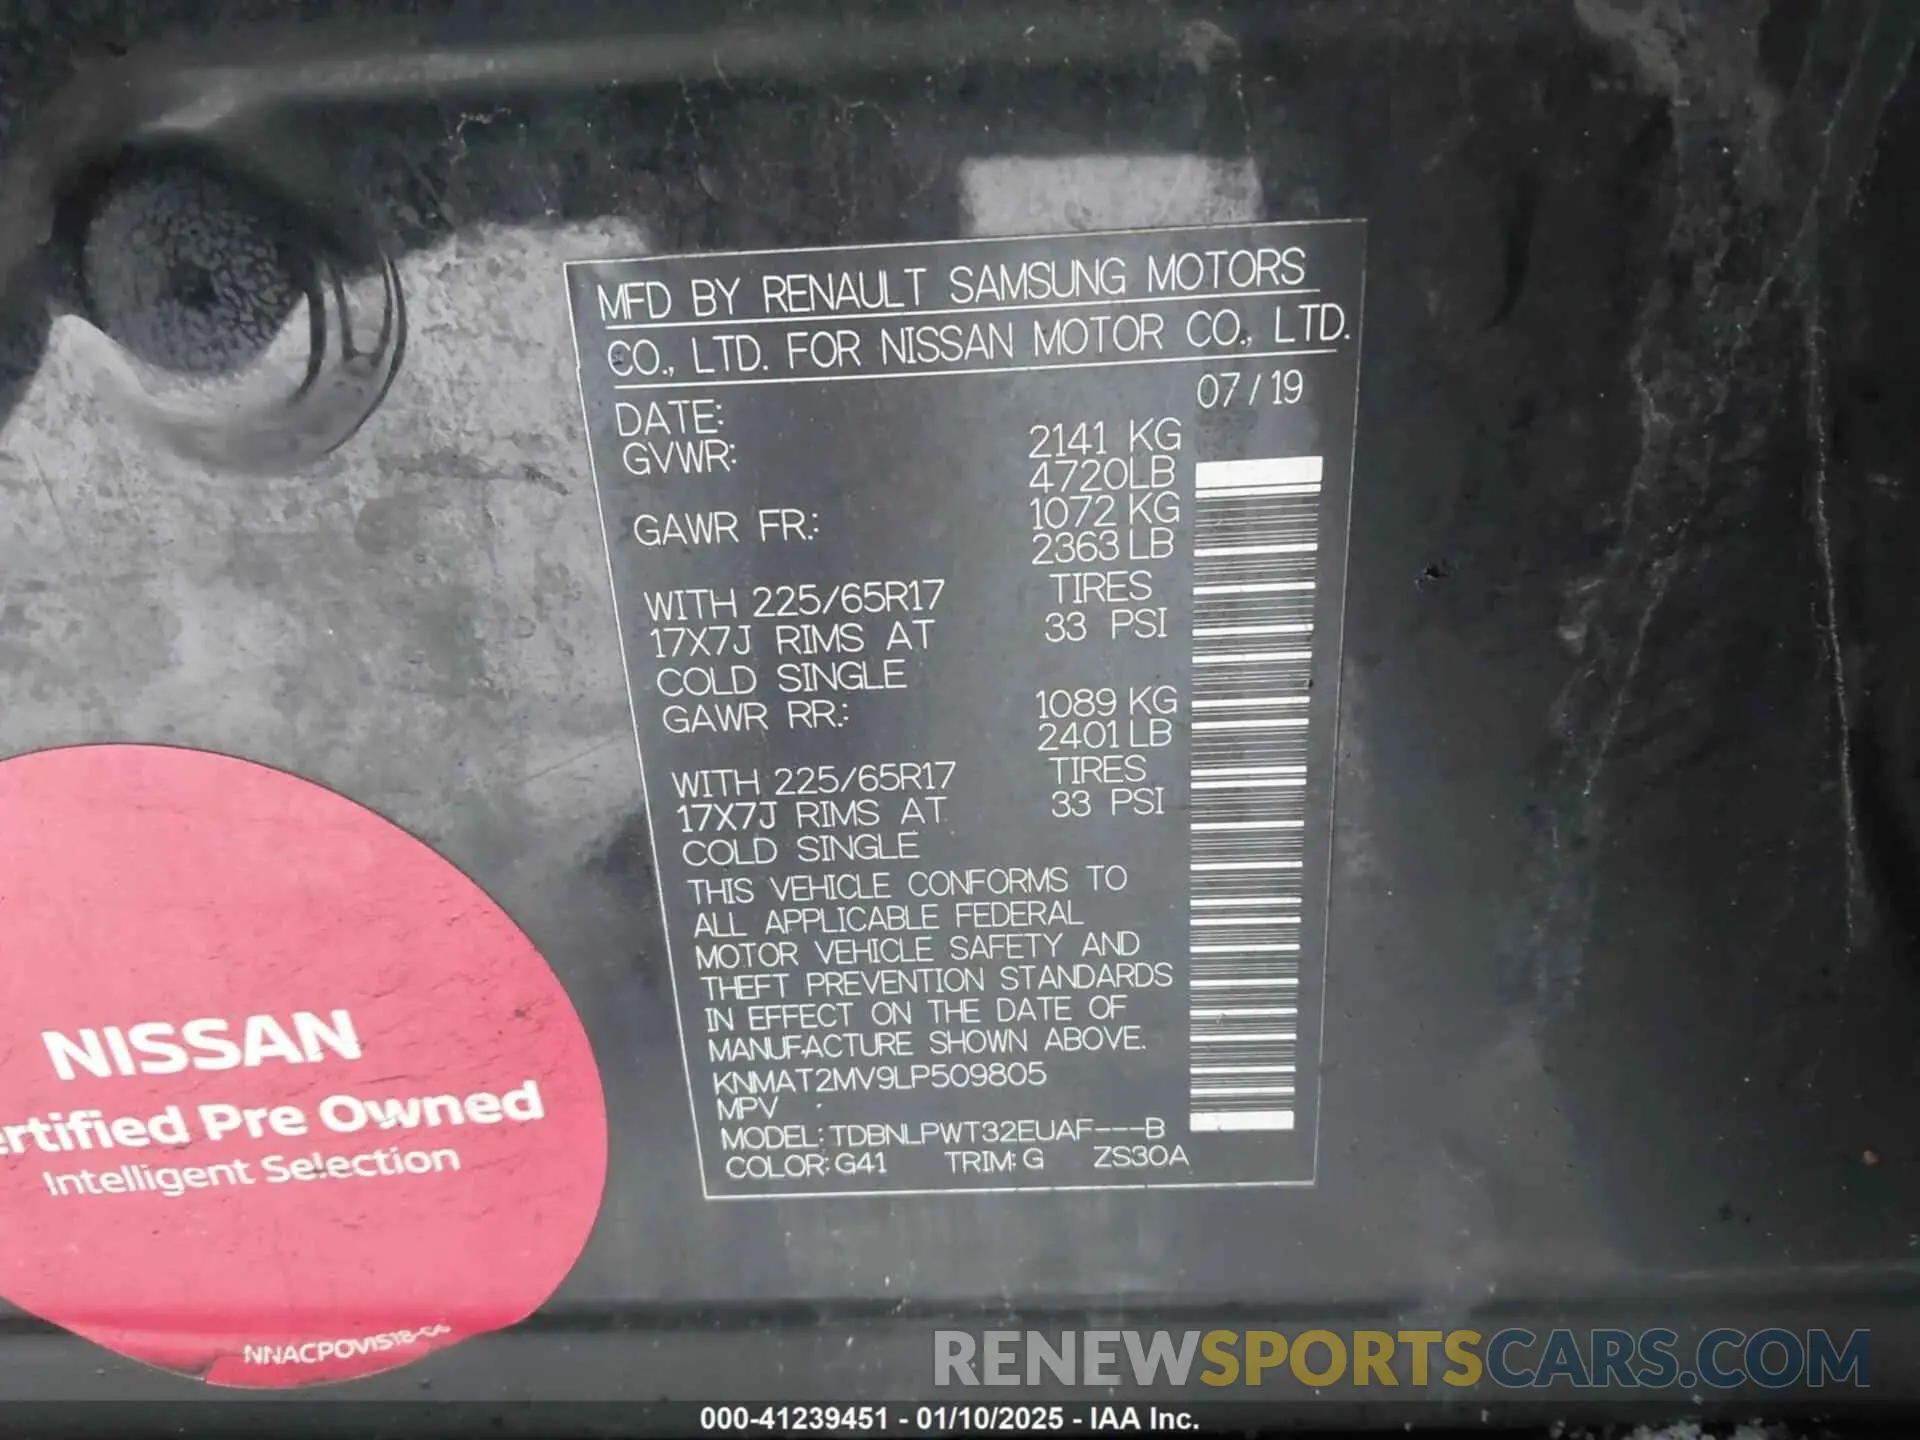 MFD BY RENAULT SAMSUNG MOTORS
CO., LTD. FOR NISSAN MOTOR CO., LTD.
DATE: 07/19
GVWR: 2141 KG
4720LB
GAWR FR.: 1072 KG
2363 LB
WITH 225/65R17 TIRES
17X7J RIMS AT 33 PSI
COLD SINGLE
GAWR RR.: 1089 KG
2401 LB
WITH 225/65R17 TIRES
17X7J RIMS AT 33 PSI
COLD SINGLE
THIS VEHICLE CONFORMS TO
ALL APPLICABLE FEDERAL
MOTOR VEHICLE SAFETY AND
THEFT PREVENTION STANDARDS
IN EFFECT ON THE DATE OF
MANUFACTURE SHOWN ABOVE.
KNMAT2MV9LP509805
MPV
MODEL: TDBNLPWT32EUAF---B
COLOR: G41 TRIM: G ZS30A
NISSAN
ertified Pre Owned
Intelligent Selection
RENEWSPORTSCARS.COM
000-41239451 - 01/10/2025 - IAA Inc.